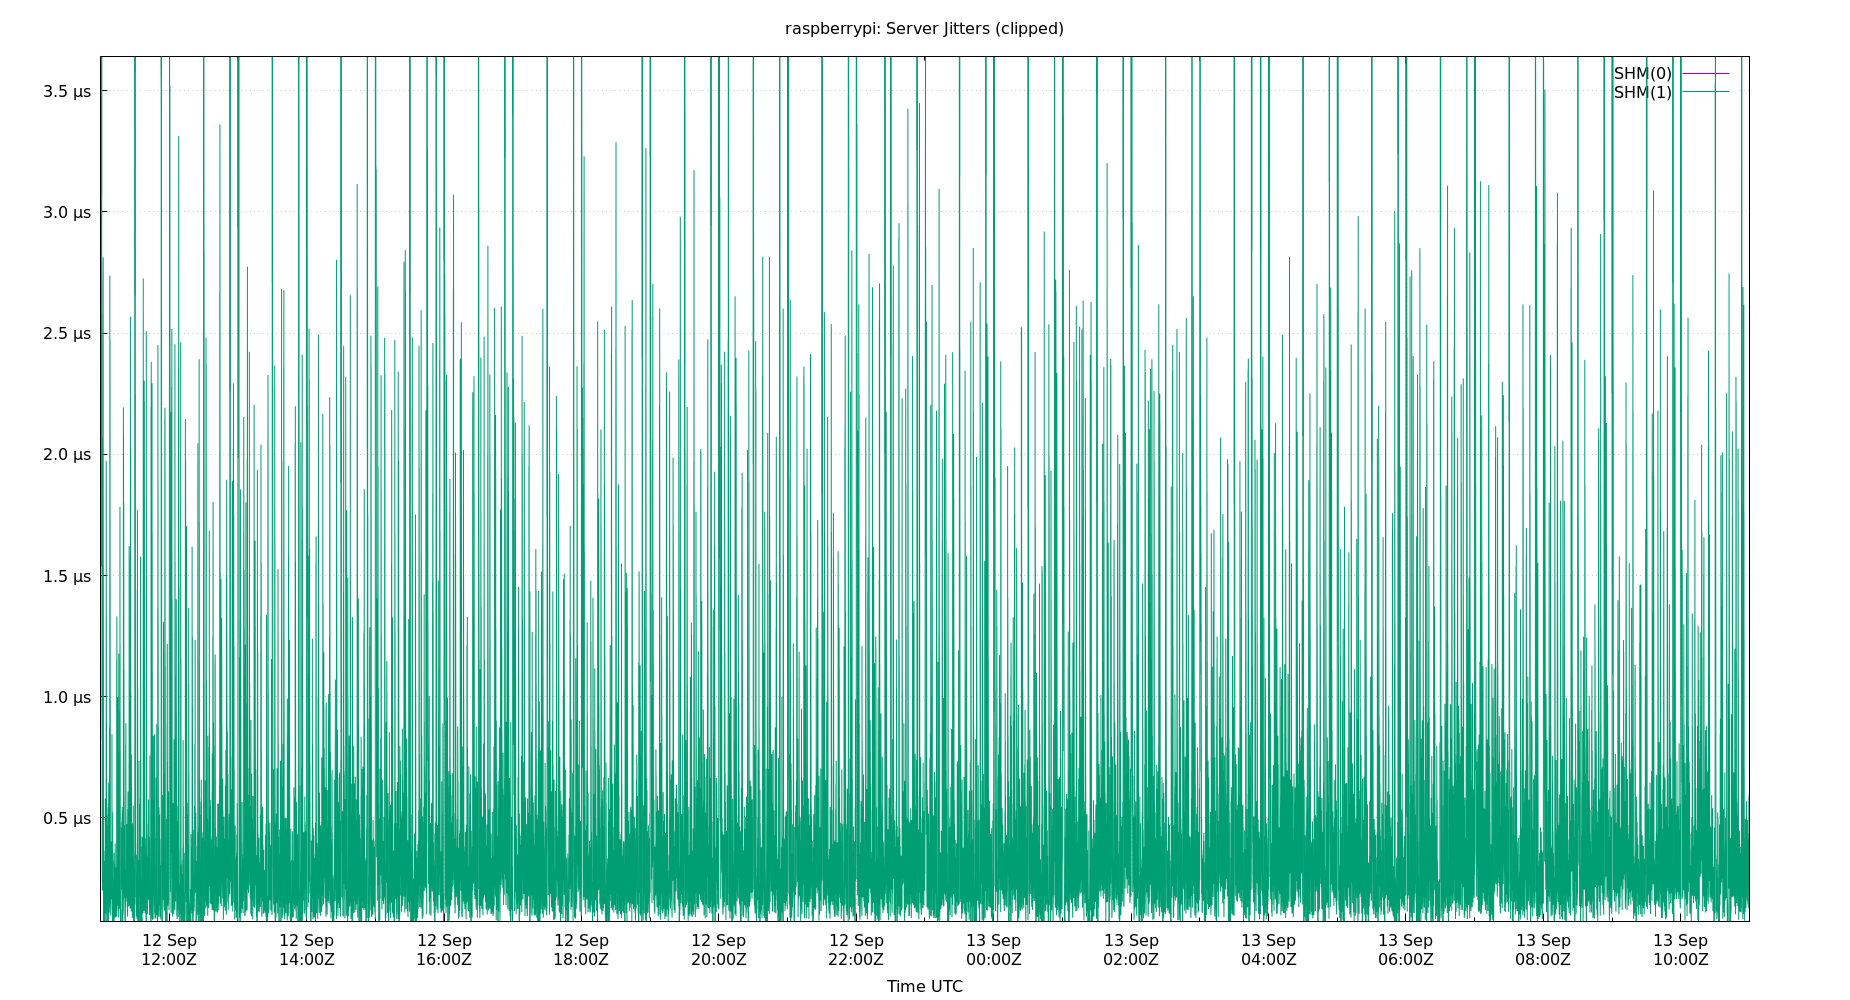 raspberrypi: Server Jitters (clipped)
SHM(0)
SHM(1)
3.5 µs
3.0 µs
2.5 µs
2.0 µs
1.5 µs
1.0 µs
0.5 µs
12 Sep 12 Sep 12 Sep 12 Sep 12 Sep 12 Sep 13 Sep 13 Sep 13 Sep 13 Sep 13 Sep 13 Sep
12:00Z 14:00Z 16:00Z 18:00Z 20:00Z 22:00Z 00:00Z 02:00Z 04:00Z 06:00Z 08:00Z 10:00Z
Time UTC